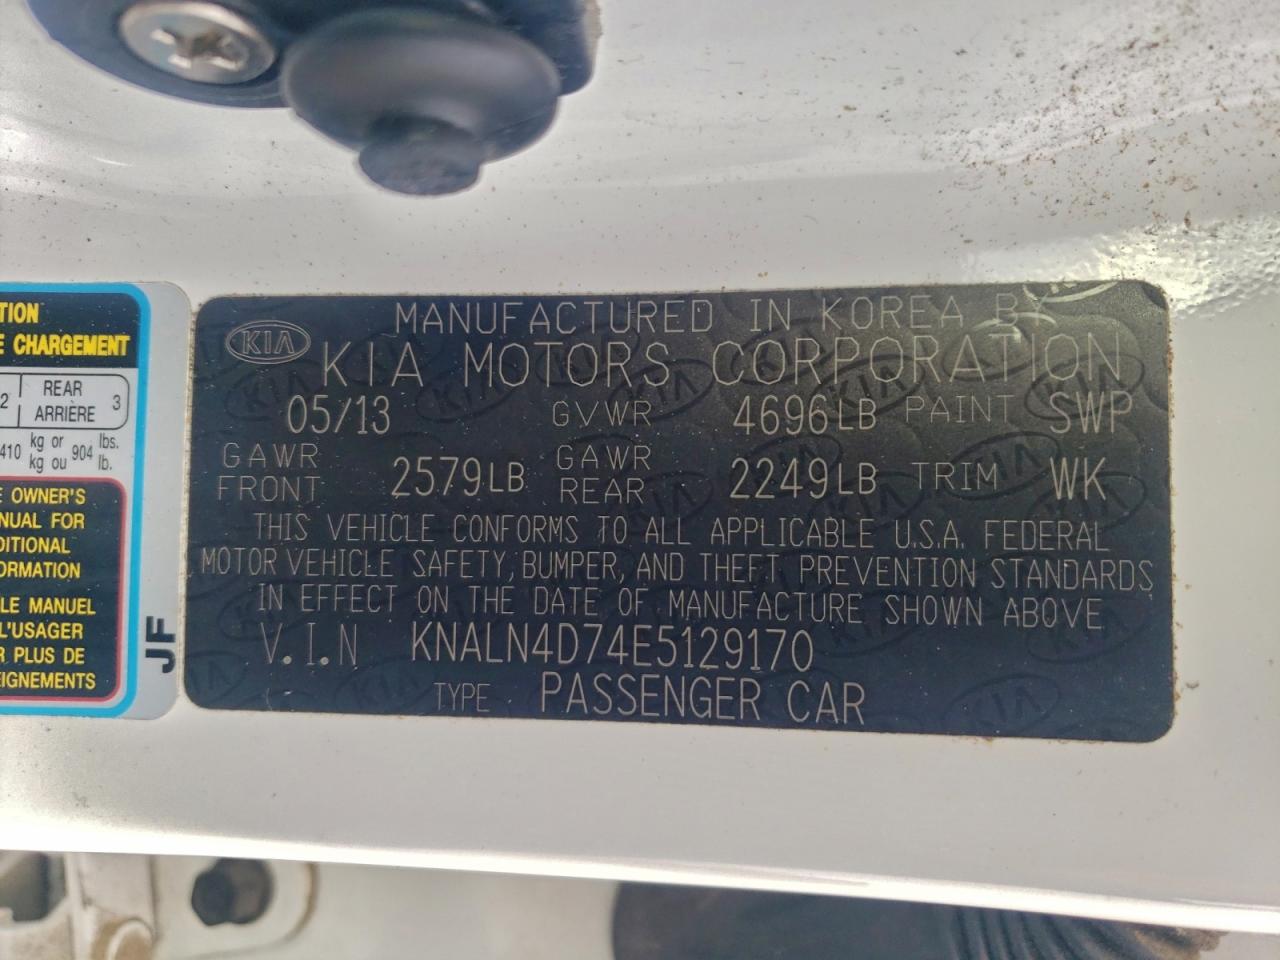 TION
E CHARGEMENT
2 REAR ARRIÈRE 3
410 kg or kg ou 904 lbs. lb.
E OWNER'S
NUAL FOR
DITIONAL
ORMATION
LE MANUEL
L'USAGER
R PLUS DE
EIGNEMENTS
JF
MANUFACTURED IN KOREA BY
KIA KIA MOTORS CORPORATION
05/13 GVWR 4696LB PAINT SWP
GAWR FRONT 2579LB GAWR REAR 2249LB TRIM WK
THIS VEHICLE CONFORMS TO ALL APPLICABLE U.S.A. FEDERAL
MOTOR VEHICLE SAFETY, BUMPER, AND THEFT PREVENTION STANDARDS
IN EFFECT ON THE DATE OF MANUFACTURE SHOWN ABOVE
V.I.N KNALN4D74E5129170
TYPE PASSENGER CAR